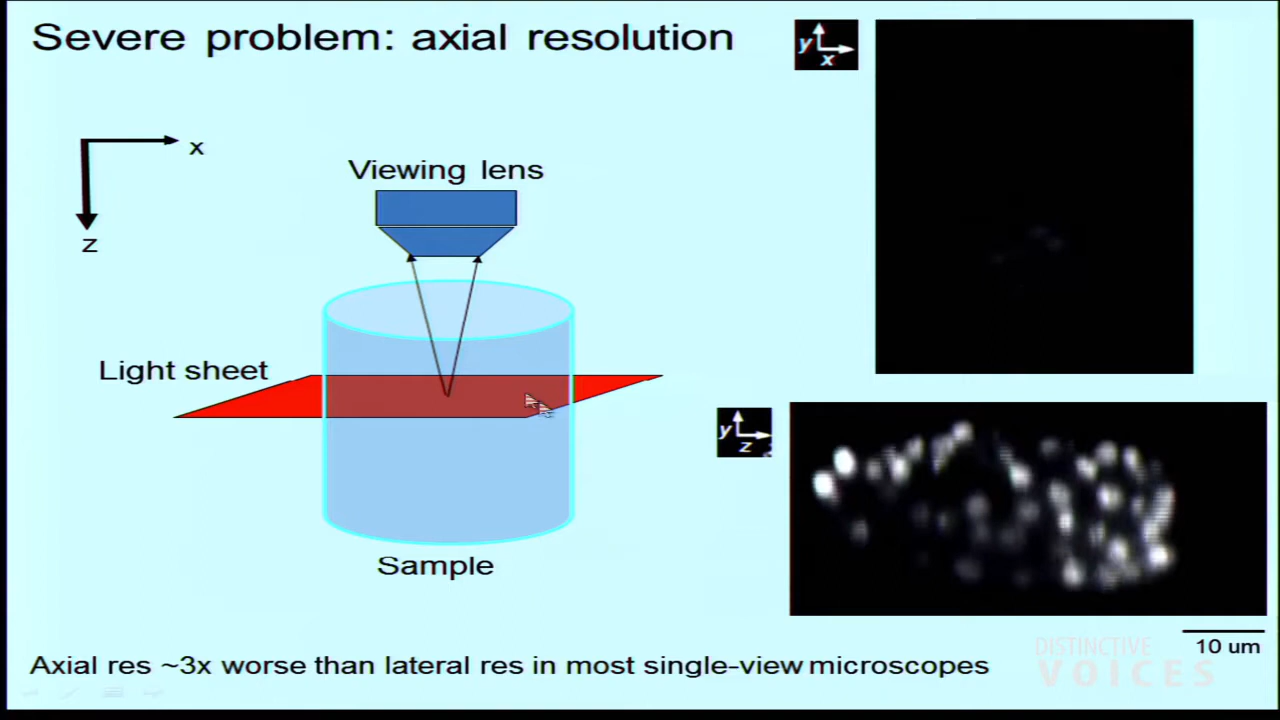 Severe problem: axial resolution
y
x
x
z
Viewing lens
Light sheet
y
z
Sample
10 um
Axial res ~3x worse than lateral res in most single-view microscopes
DISTINCTIVE
VOICES